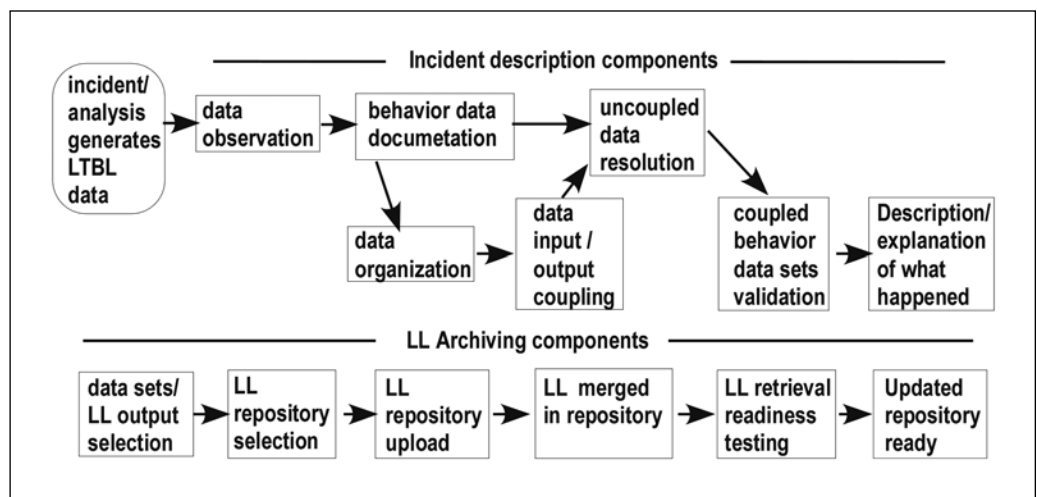 Incident description components
incident/
analysis
generates
LTBL
data
data
observation
behavior data
documetation
uncoupled
data
resolution
data
organization
data
input /
output
coupling
coupled
behavior
data sets
validation
Description/
explanation
of what
happened
LL Archiving components
data sets/
LL output
selection
LL
repository
selection
LL
repository
upload
LL merged
in repository
LL retrieval
readiness
testing
Updated
repository
ready